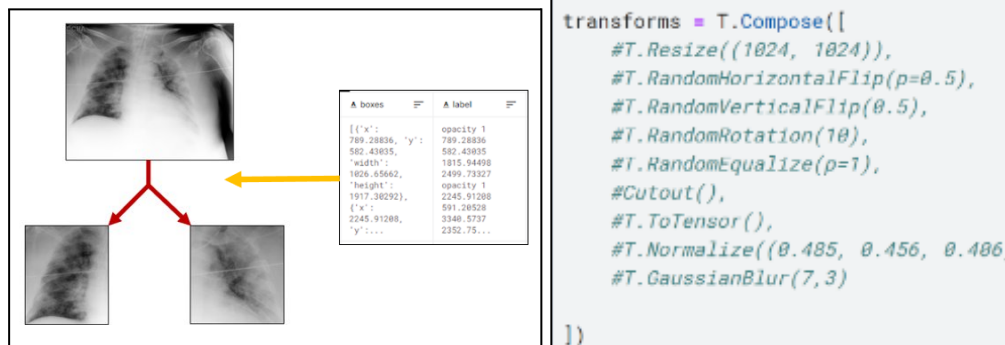 A boxes
A label
[{'x':
789.28836, 'y':
582.43035,
'width':
1026.65662,
'height':
1917.30292},
{'x':
2245.91208,
'y':...
opacity 1
789.28836
582.43035
1815.94498
2499.73327
opacity 1
2245.91208
591.20528
3340.5737
2352.75...
transforms = T.Compose([
#T.Resize((1024, 1024)),
#T.RandomHorizontalFlip(p=0.5),
#T.RandomVerticalFlip(0.5),
#T.RandomRotation(10),
#T.RandomEqualize(p=1),
#Cutout(),
#T.ToTensor(),
#T.Normalize((0.485, 0.456, 0.406,
#T.GaussianBlur(7,3)
])